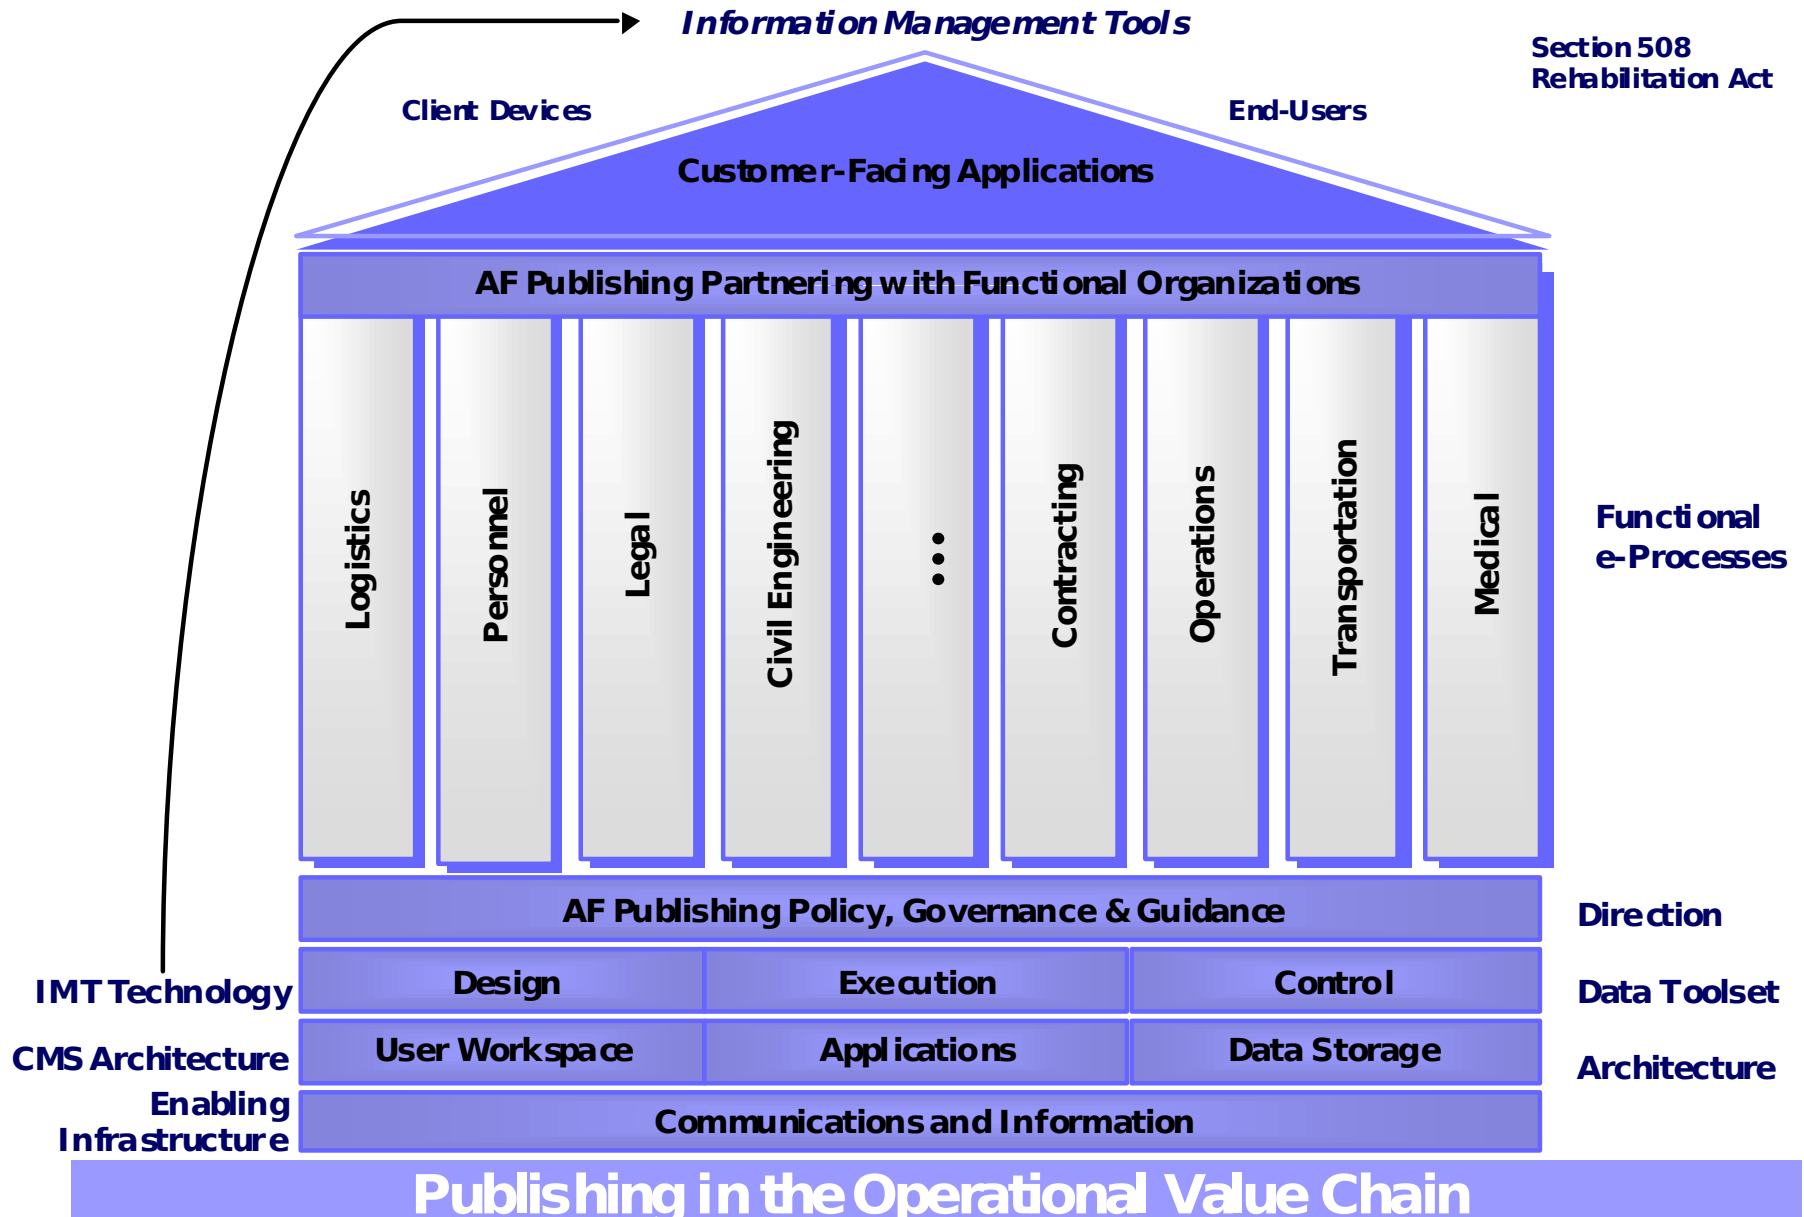 Information Management Tools
Section 508
Rehabilitation Act
Client Devices
End-Users
Customer-Facing Applications
AF Publishing Partnering with Functional Organizations
Logistics
Personnel
Legal
Civil Engineering
...
Contracting
Operations
Transportation
Medical
Functional
e-Processes
AF Publishing Policy, Governance & Guidance
Direction
IMT Technology
Design
Execution
Control
Data Toolset
CMS Architecture
User Workspace
Applications
Data Storage
Architecture
Enabling
Infrastructure
Communications and Information
Publishing in the Operational Value Chain